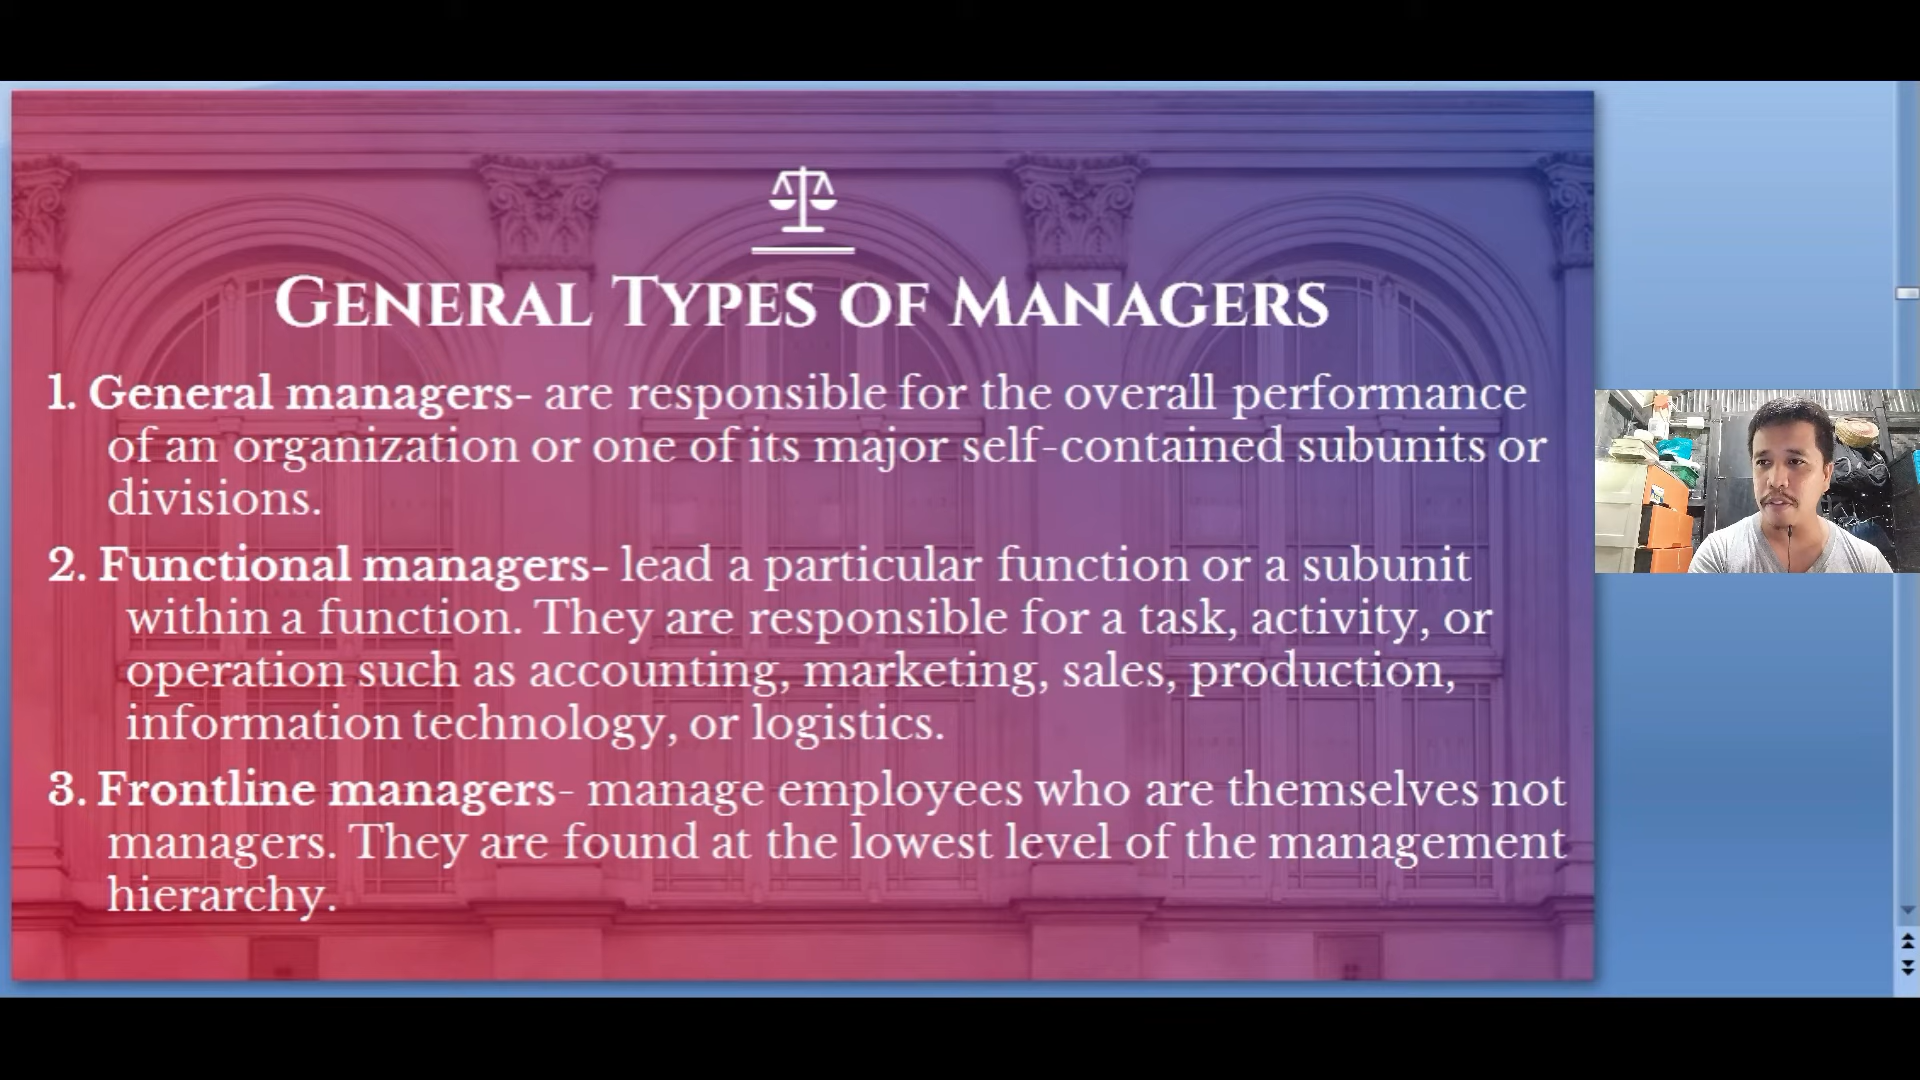 General Types of Managers
1. General managers- are responsible for the overall performance
of an organization or one of its major self-contained subunits or
divisions.
2. Functional managers- lead a particular function or a subunit
within a function. They are responsible for a task, activity, or
operation such as accounting, marketing, sales, production,
information technology, or logistics.
3. Frontline managers- manage employees who are themselves not
managers. They are found at the lowest level of the management
hierarchy.